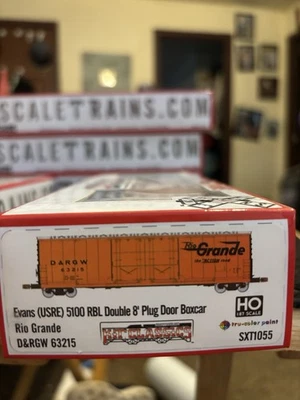 SCALETRAINS.COM
SCALETRAINS.COM
D&RGW
63215
Rio
Grande
Evans (USRE) 5100 RBL Double 8' Plug Door Boxcar
Rio Grande
D&RGW 63215
HO
1:87 SCALE
tru-color paint
SXT1055